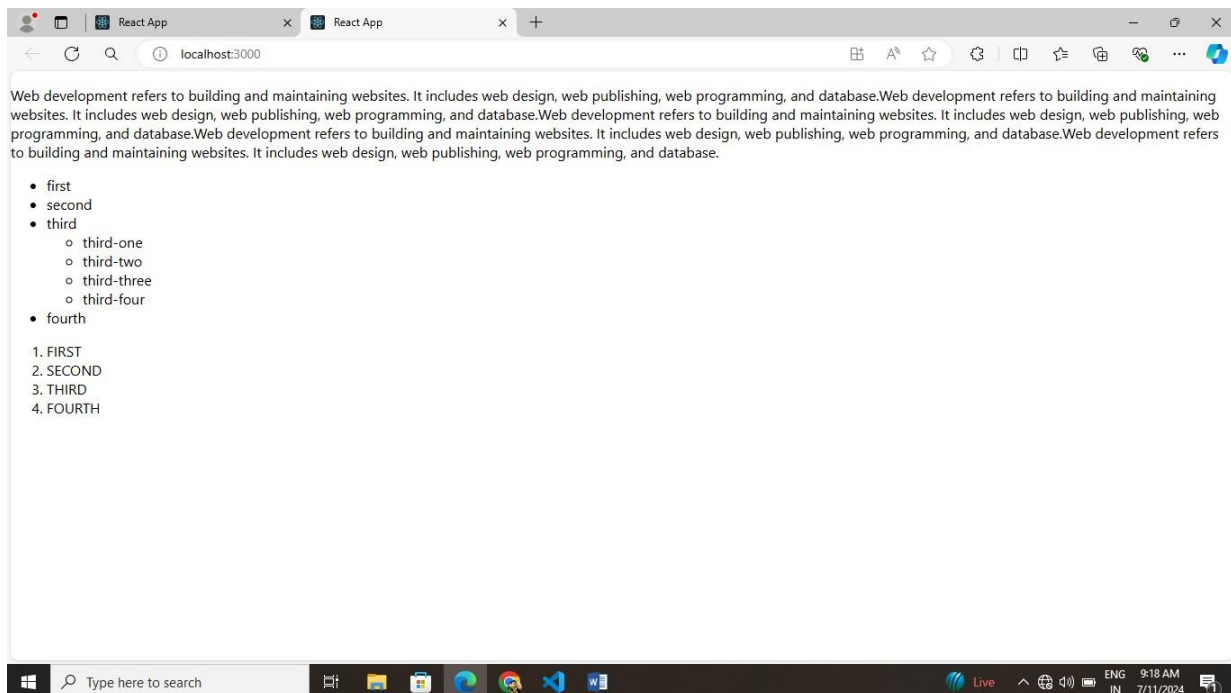 React App
React App
localhost:3000
Web development refers to building and maintaining websites. It includes web design, web publishing, web programming, and database.Web development refers to building and maintaining
websites. It includes web design, web publishing, web programming, and database.Web development refers to building and maintaining websites. It includes web design, web publishing, web
programming, and database.Web development refers to building and maintaining websites. It includes web design, web publishing, web programming, and database.Web development refers
to building and maintaining websites. It includes web design, web publishing, web programming, and database.
first
second
third
third-one
third-two
third-three
third-four
fourth
1. FIRST
2. SECOND
3. THIRD
4. FOURTH
Type here to search
Live
ENG
IN
9:18 AM
7/11/2024